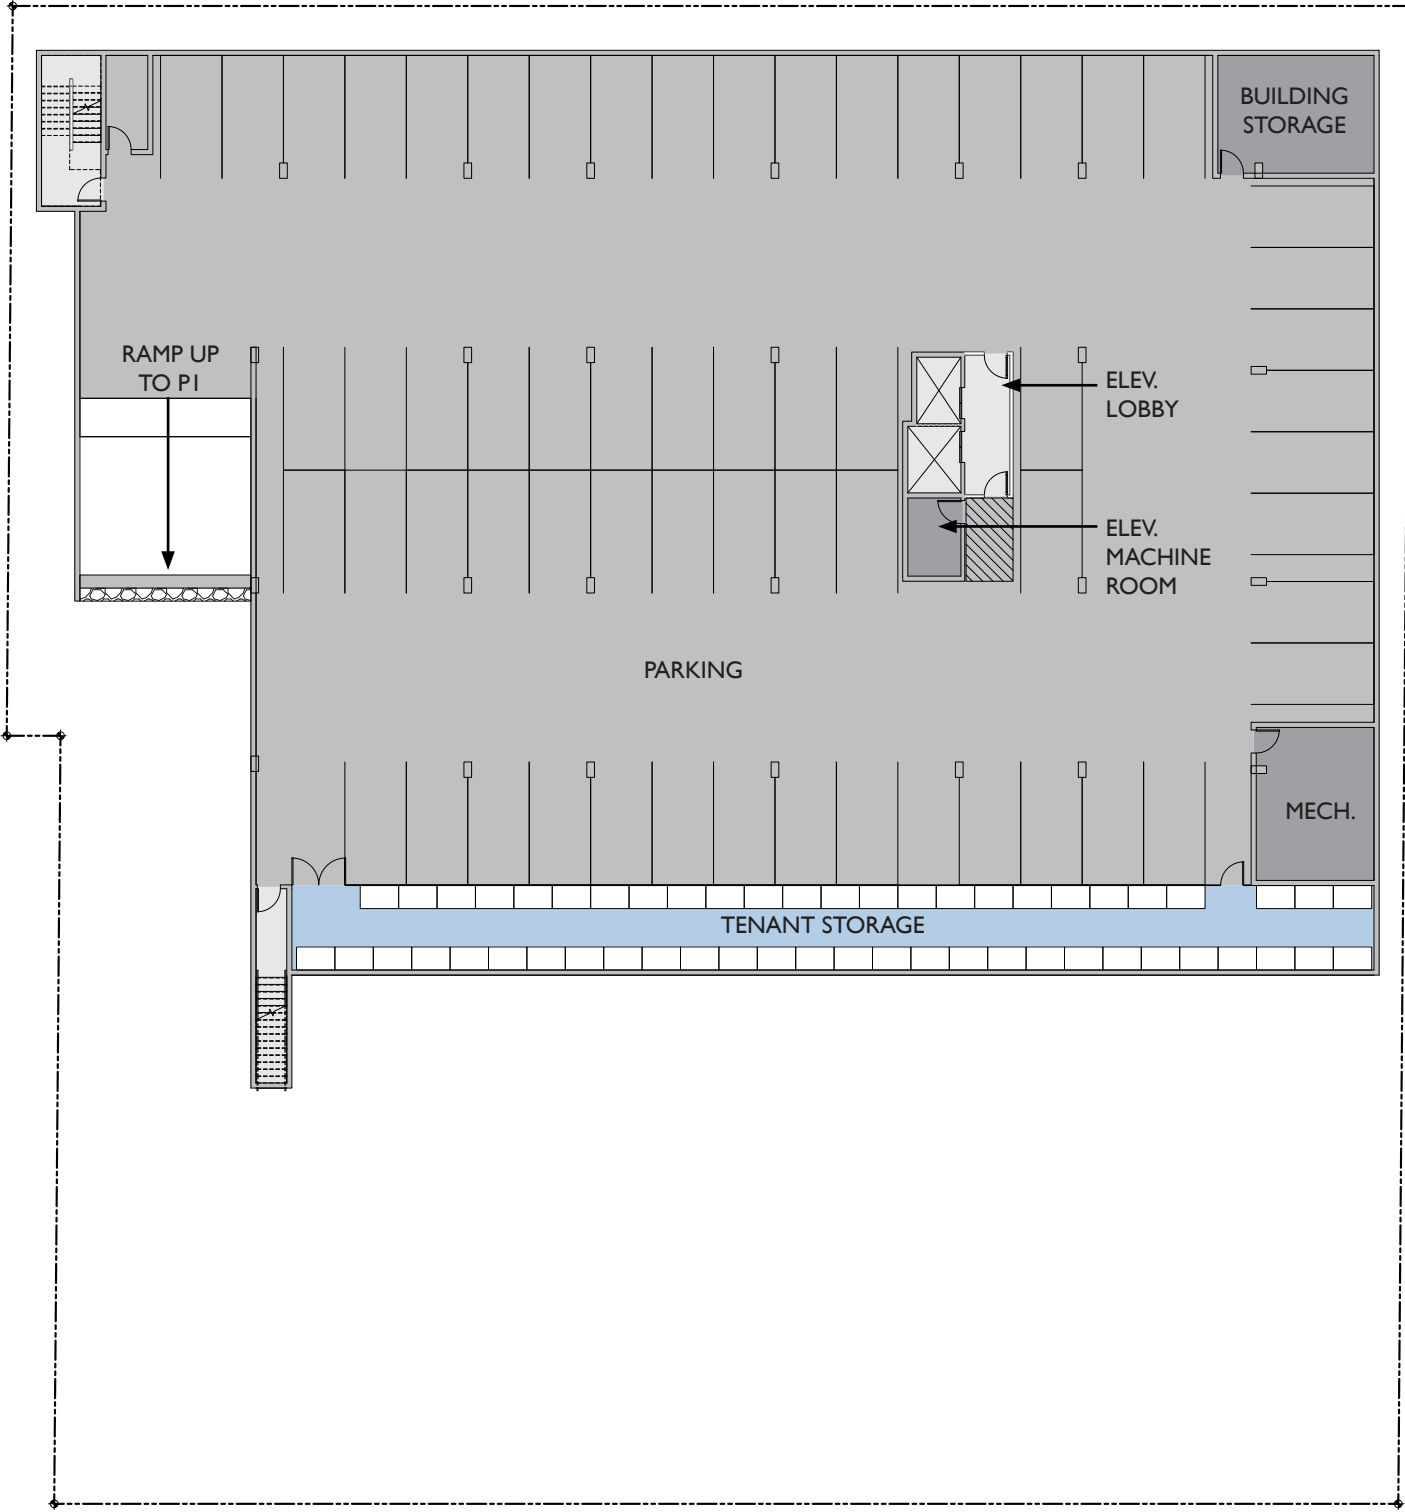 BUILDING
STORAGE
RAMP UP
TO P1
ELEV.
LOBBY
ELEV.
MACHINE
ROOM
PARKING
MECH.
TENANT STORAGE